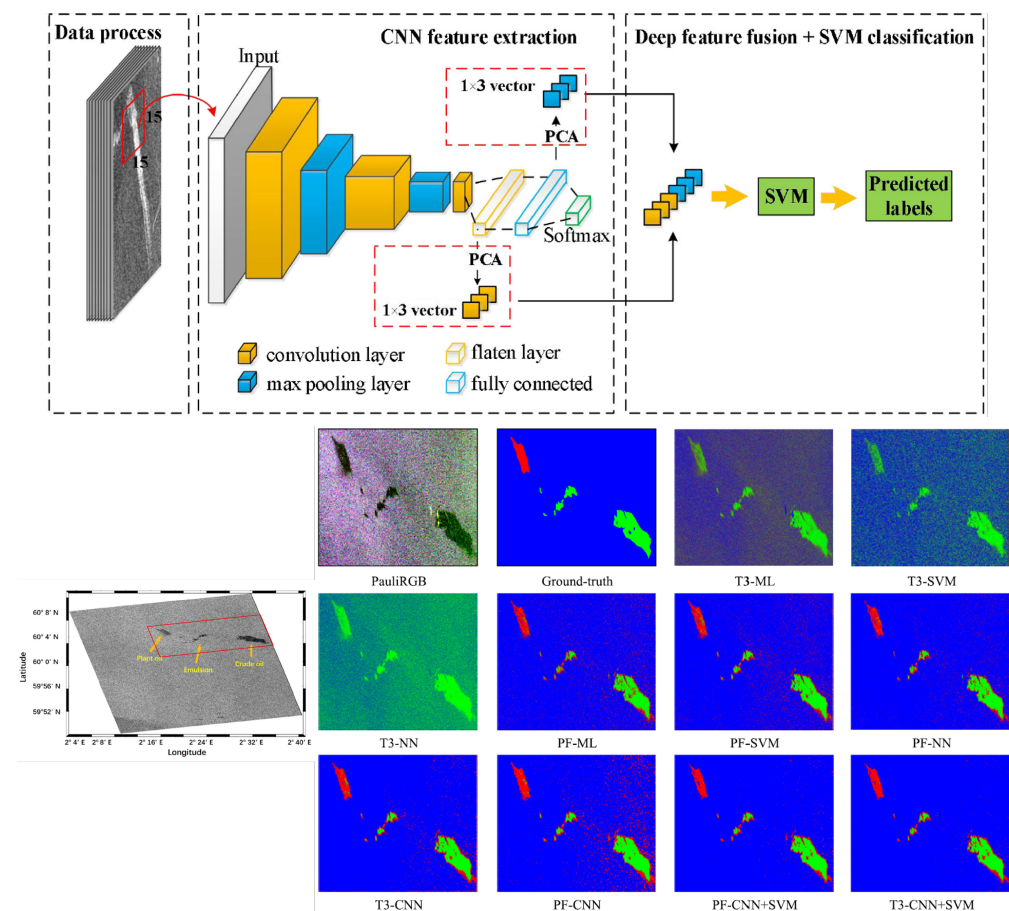 Data process
CNN feature extraction
Deep feature fusion + SVM classification
Input
15
15
1×3 vector
PCA
Softmax
PCA
1×3 vector
SVM
Predicted
labels
convolution layer
flaten layer
max pooling layer
fully connected
PauliRGB
Ground-truth
T3-ML
T3-SVM
60° 8' N
60° 4' N
60° 0' N
59°56' N
59°52' N
Latitude
Plant oil
Emulsion
Crude oil
2° 4' E
2° 8' E
2° 16' E
2° 24' E
2° 32' E
2° 40' E
Longitude
T3-NN
PF-ML
PF-SVM
PF-NN
T3-CNN
PF-CNN
PF-CNN+SVM
T3-CNN+SVM